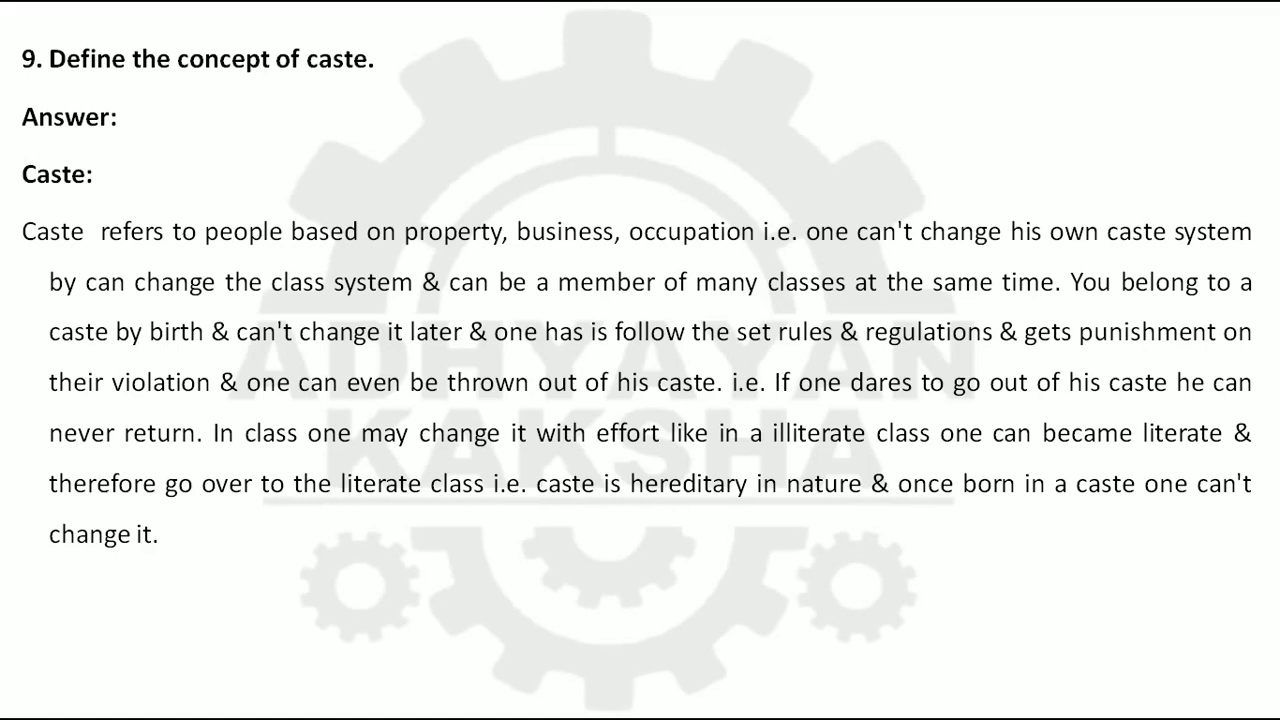 9. Define the concept of caste.
Answer:
Caste:
Caste refers to people based on property, business, occupation i.e. one can't change his own caste system
by can change the class system & can be a member of many classes at the same time. You belong to a
caste by birth & can't change it later & one has is follow the set rules & regulations & gets punishment on
their violation & one can even be thrown out of his caste. i.e. If one dares to go out of his caste he can
never return. In class one may change it with effort like in a illiterate class one can became literate &
therefore go over to the literate class i.e. caste is hereditary in nature & once born in a caste one can't
change it.
ADHYAYAN
KAKSHA